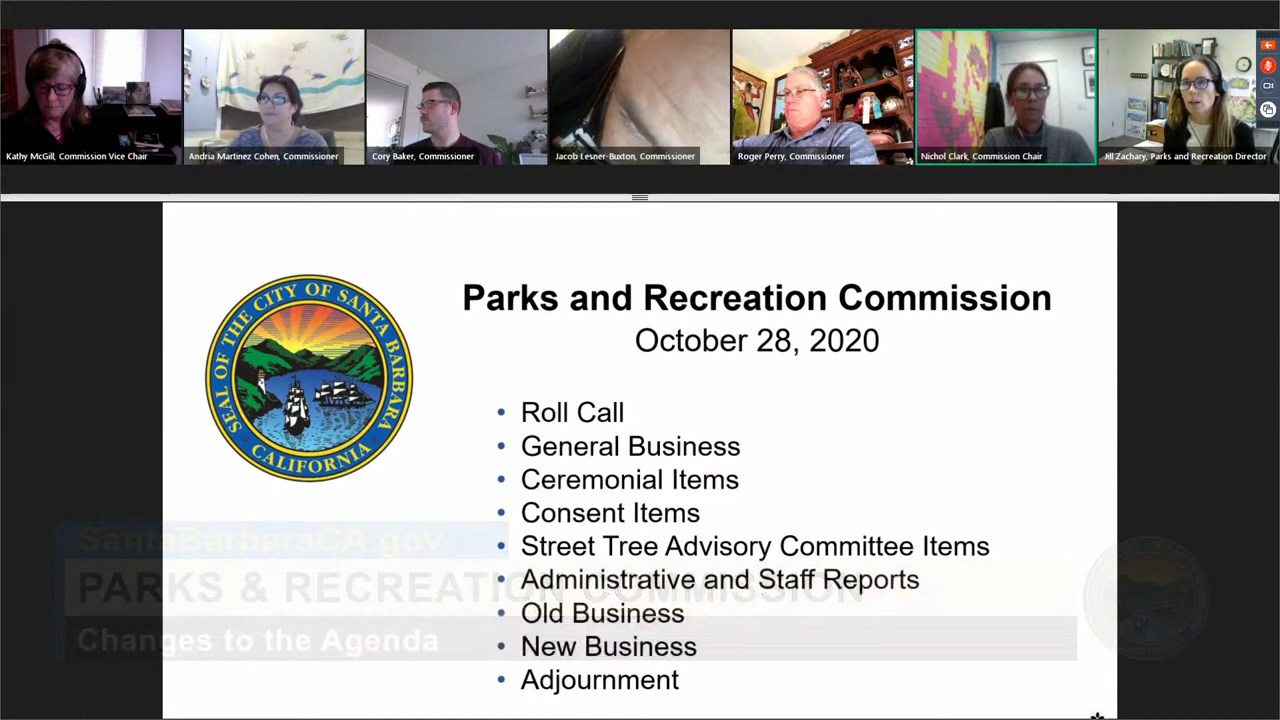 Kathy McGill, Commission Vice Chair
Andria Martinez Cohen, Commissioner
Cory Baker, Commissioner
Jacob Lesner-Buxton, Commissioner
Roger Perry, Commissioner
Nichol Clark, Commission Chair
Jill Zachary, Parks and Recreation Director
SEAL OF THE CITY OF SANTA BARBARA
CALIFORNIA
Parks and Recreation Commission
October 28, 2020
• Roll Call
• General Business
• Ceremonial Items
• Consent Items
• Street Tree Advisory Committee Items
• Administrative and Staff Reports
• Old Business
• New Business
• Adjournment
SantaBarbaraCA.gov
PARKS & RECREATION COMMISSION
Changes to the Agenda